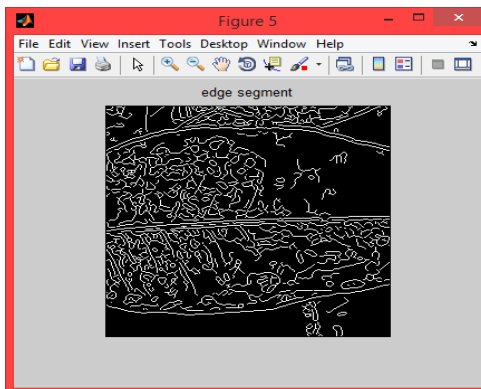 Figure 5
File Edit View Insert Tools Desktop Window Help
edge segment